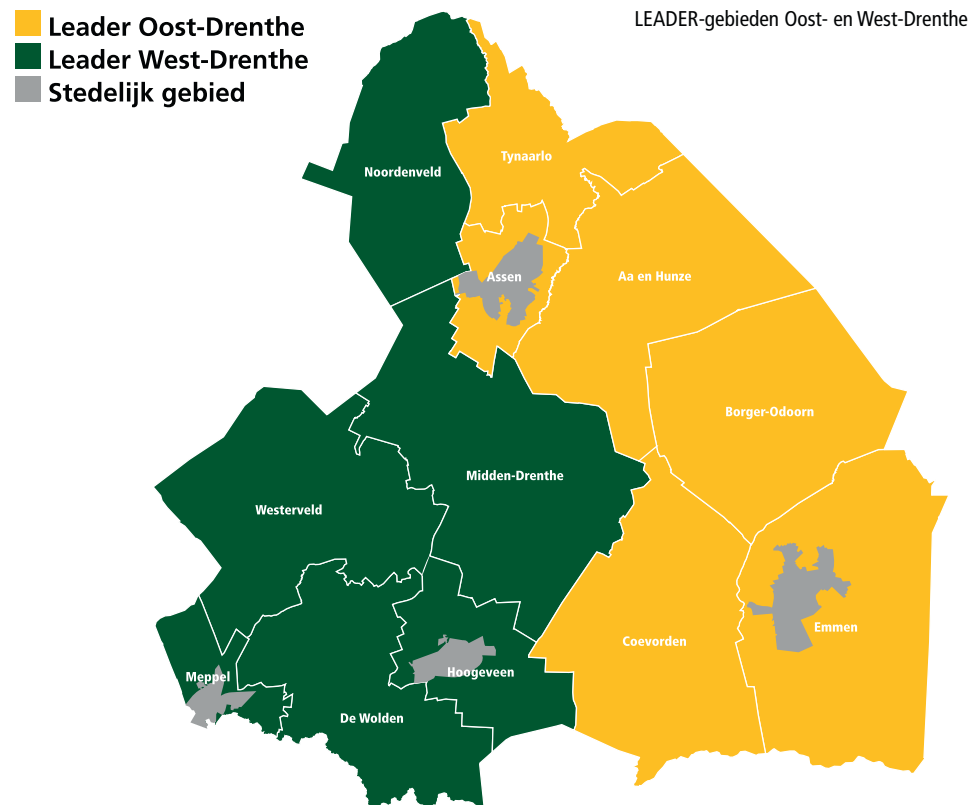 Leader Oost-Drenthe
Leader West-Drenthe
Stedelijk gebied
LEADER-gebieden Oost- en West-Drenthe
Tynaarlo
Noordenveld
Assen
Aa en Hunze
Borger-Odoorn
Midden-Drenthe
Westerveld
Emmen
Coevorden
Hoogeveen
Meppel
De Wolden